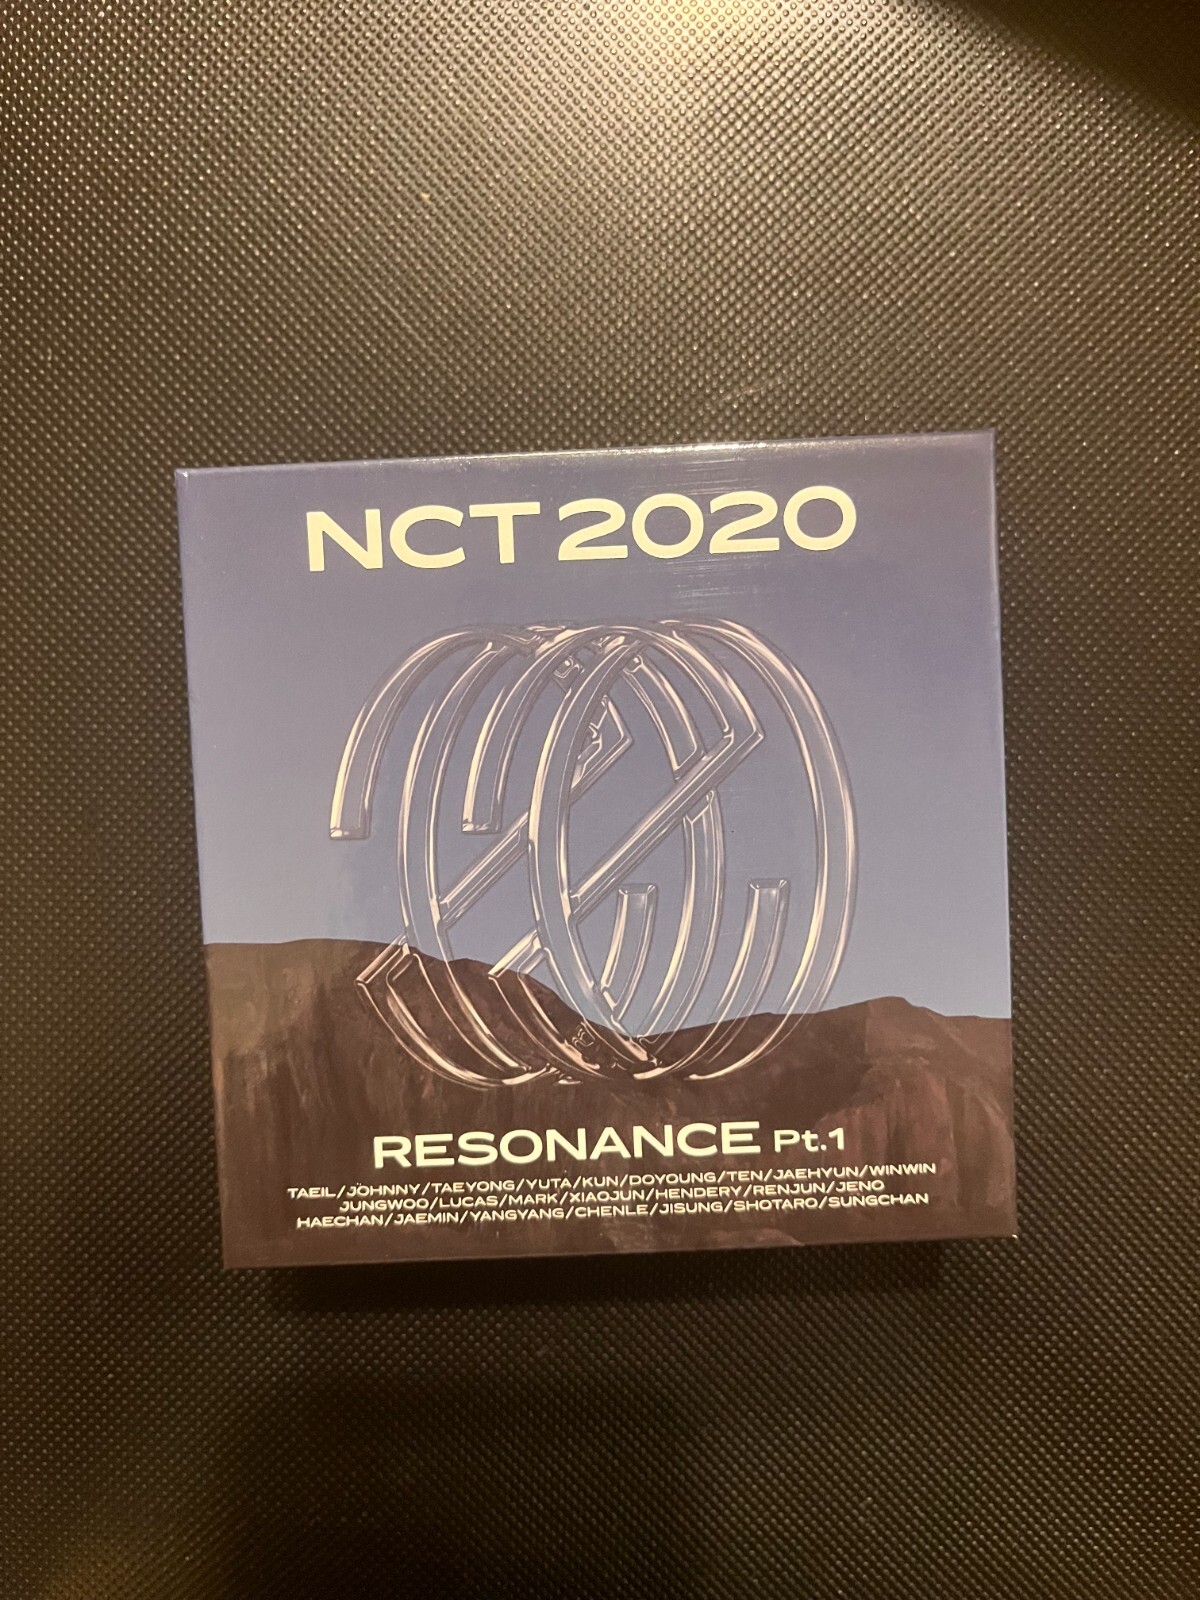 NCT 2020
RESONANCE Pt.1
TAEIL/JOHNNY/TAEYONG/YUTA/KUN/DOYOUNG/TEN/JAEHYUN/WINWIN
JUNGWOO/LUCAS/MARK/XIAOJUN/HENDERY/RENJUN/JENO
HAECHAN/JAEMIN/YANGYANG/CHENLE/JISUNG/SHOTARO/SUNGCHAN